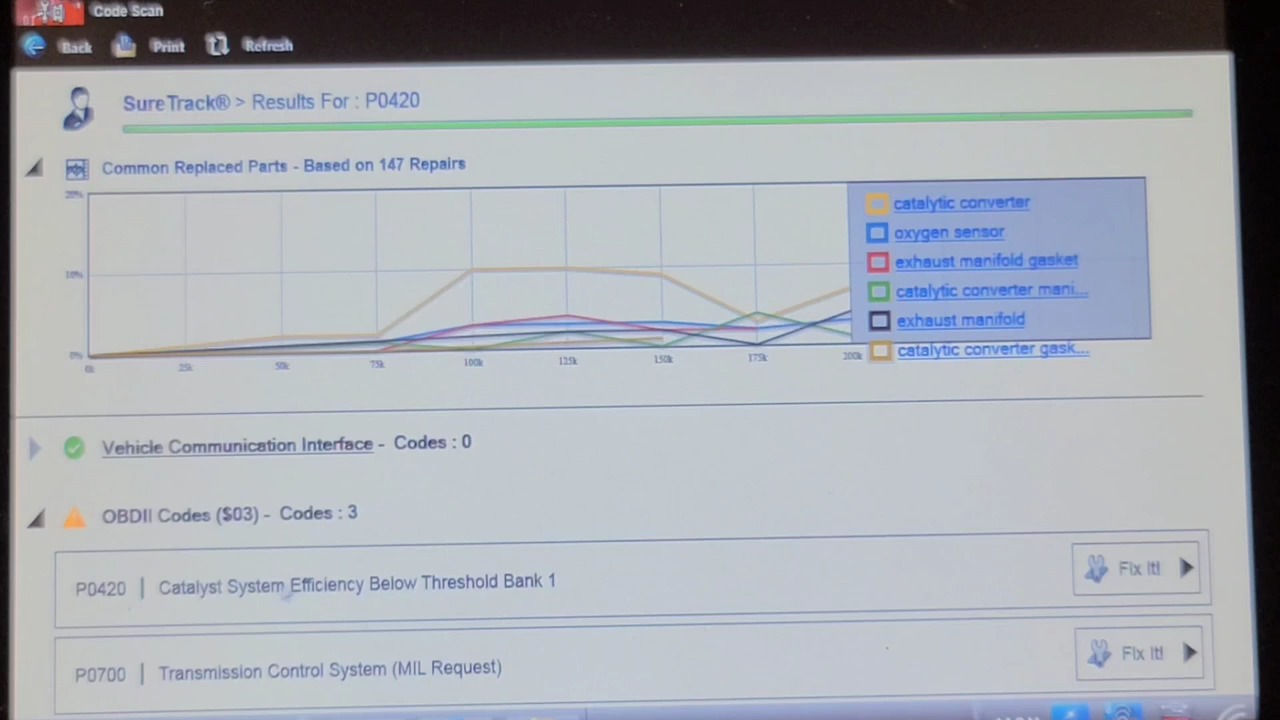 Code Scan
Back Print Refresh
SureTrack® > Results For : P0420
Common Replaced Parts - Based on 147 Repairs
20%
10%
0%
0k 25k 50k 75k 100k 125k 150k 175k 200k
catalytic converter
oxygen sensor
exhaust manifold gasket
catalytic converter mani...
exhaust manifold
catalytic converter gask...
Vehicle Communication Interface - Codes : 0
OBDII Codes ($03) - Codes : 3
P0420 | Catalyst System Efficiency Below Threshold Bank 1 Fix It!
P0700 | Transmission Control System (MIL Request) Fix It!